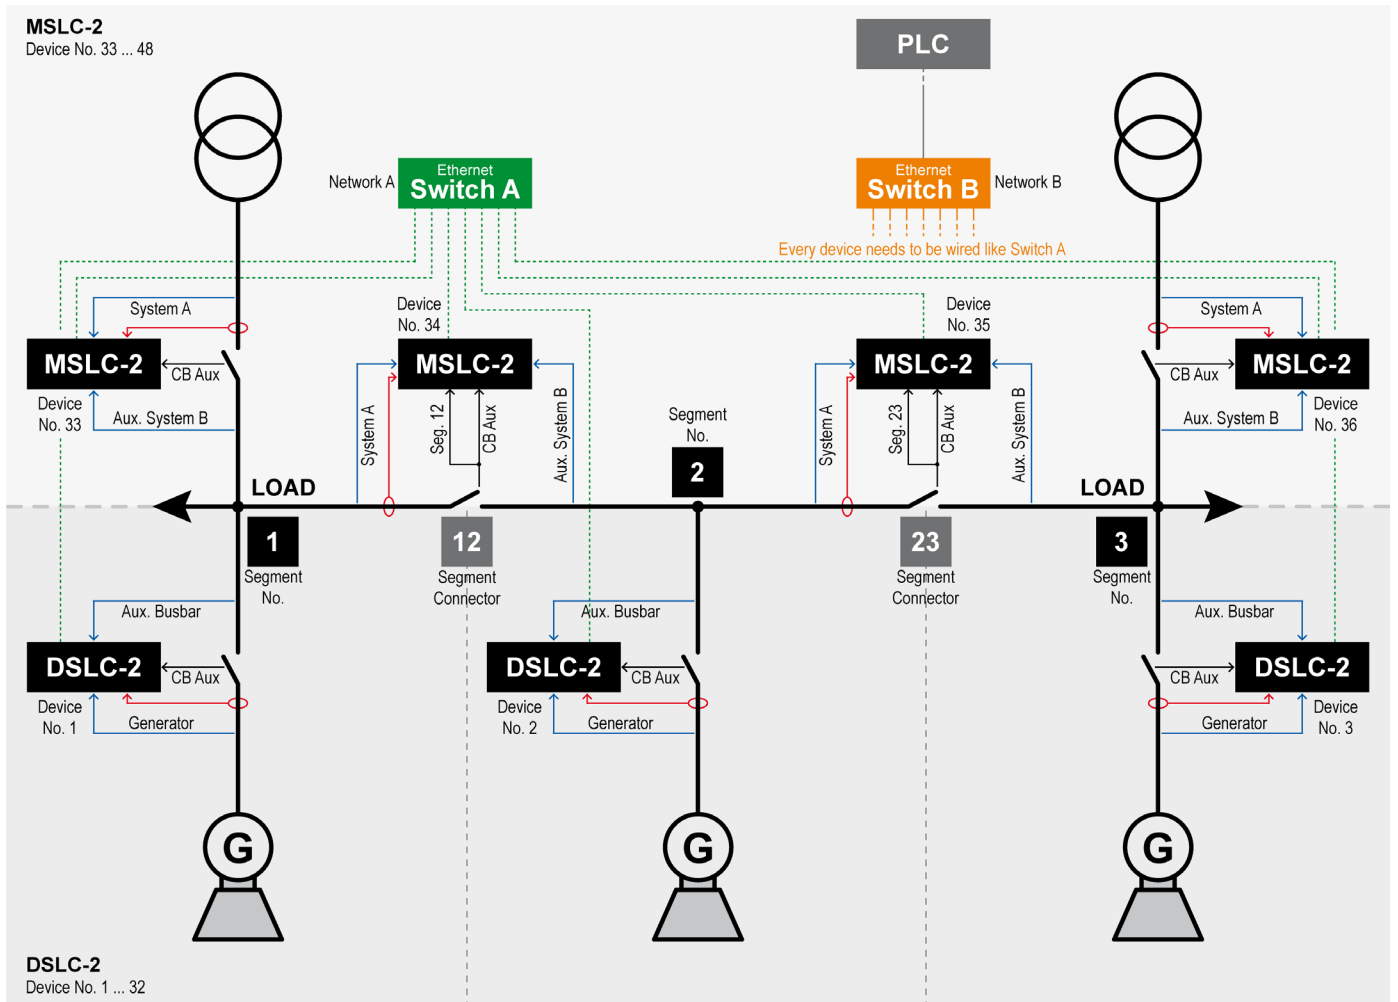 MSLC-2
Device No. 33 ... 48
PLC
Ethernet
Switch A
Network A
Ethernet
Switch B
Network B
Every device needs to be wired like Switch A
System A
MSLC-2
CB Aux
Device
No. 33
Aux. System B
Device
No. 34
MSLC-2
System A
Seg. 12
CB Aux
Aux. System B
Segment
No.
2
Device
No. 35
MSLC-2
System A
Seg. 23
CB Aux
Aux. System B
System A
MSLC-2
CB Aux
Device
No. 36
Aux. System B
LOAD
LOAD
1
Segment
No.
12
Segment
Connector
23
Segment
Connector
3
Segment
No.
Aux. Busbar
DSLC-2
CB Aux
Device
No. 1
Generator
G
Aux. Busbar
DSLC-2
CB Aux
Device
No. 2
Generator
G
Aux. Busbar
DSLC-2
CB Aux
Device
No. 3
Generator
G
DSLC-2
Device No. 1 ... 32